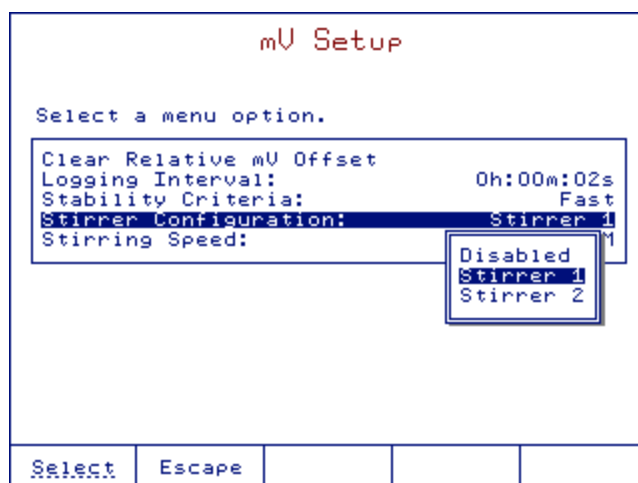 mV Setup
Select a menu option.
Clear Relative mV Offset
Logging Interval: 0h:00m:02s
Stability Criteria: Fast
Stirrer Configuration: Stirrer 1
Stirring Speed: M
Disabled
Stirrer 1
Stirrer 2
Select Escape